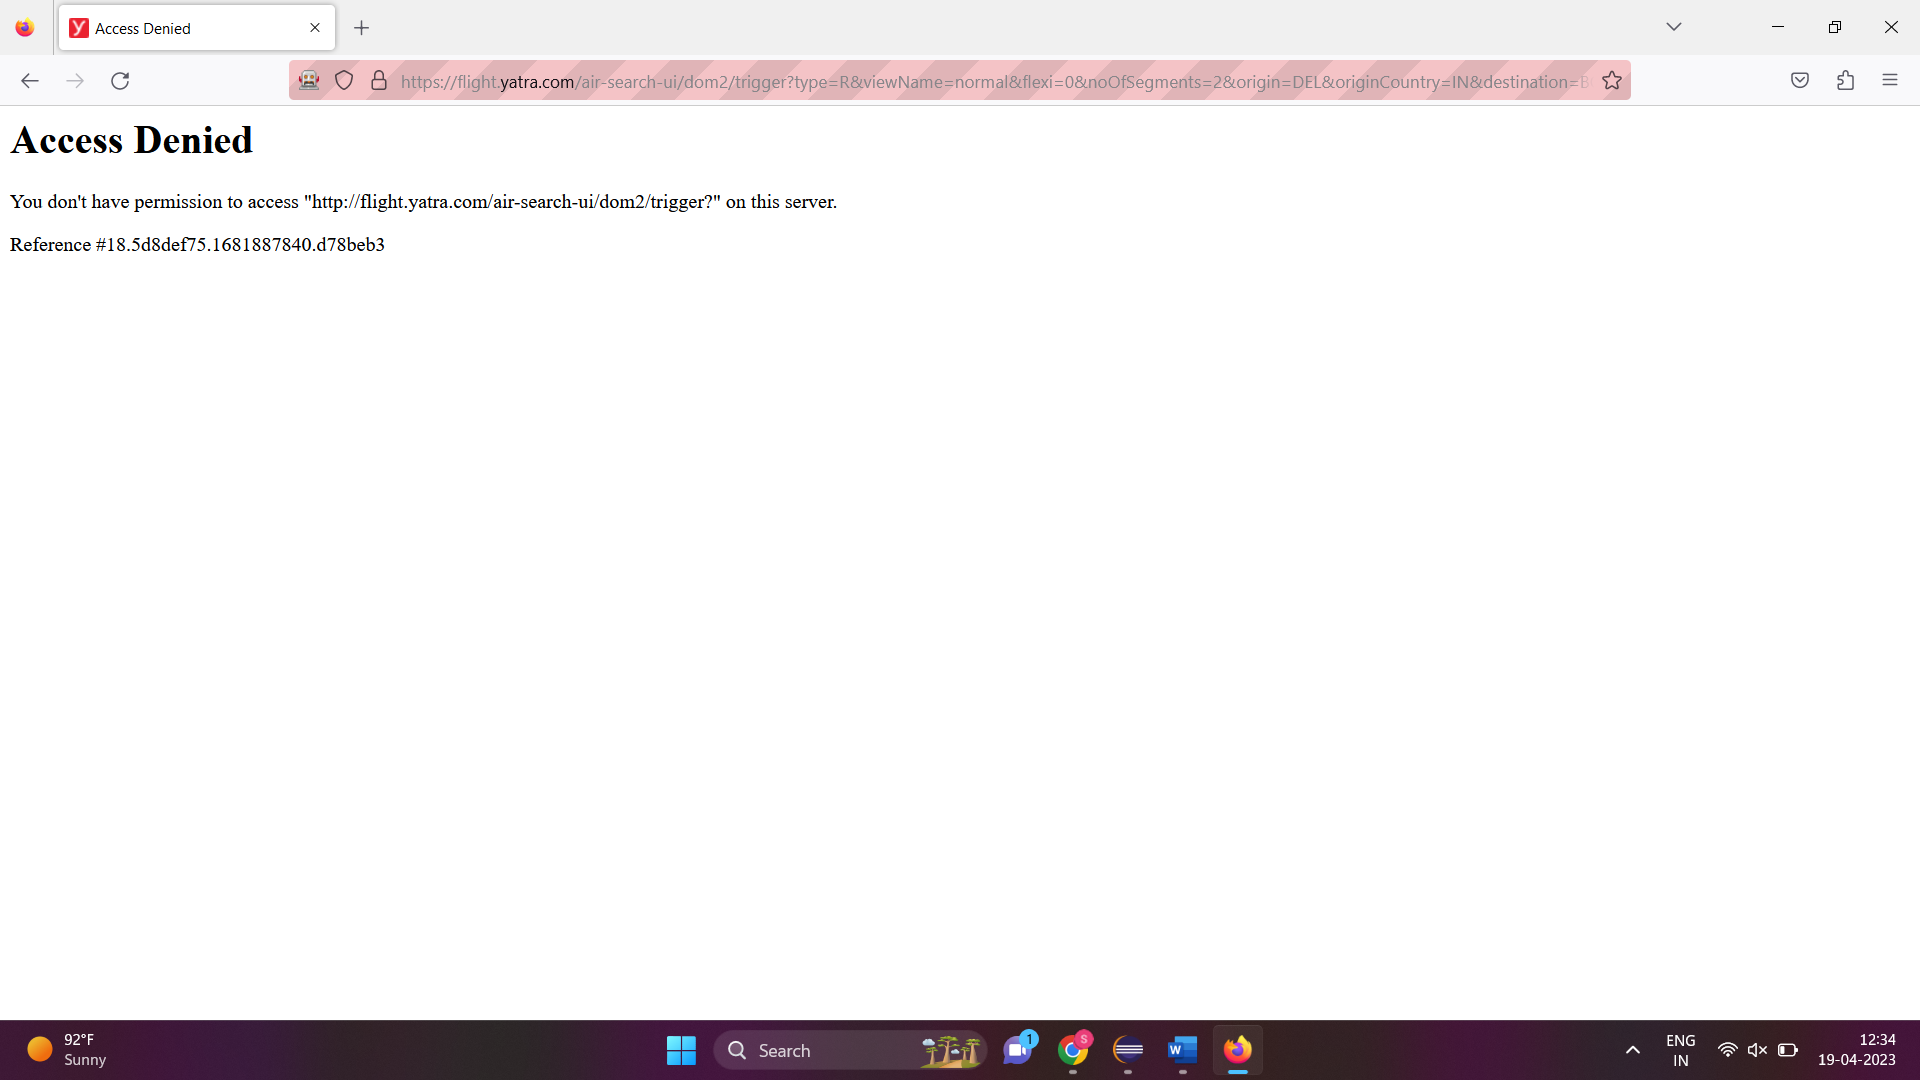 Access Denied
https://flight.yatra.com/air-search-ui/dom2/trigger?type=R&viewName=normal&flexi=0&noOfSegments=2&origin=DEL&originCountry=IN&destination=B
Access Denied
You don't have permission to access "http://flight.yatra.com/air-search-ui/dom2/trigger?" on this server.
Reference #18.5d8def75.1681887840.d78beb3
92°F
Sunny
Search
1
S
W
ENG
IN
12:34
19-04-2023